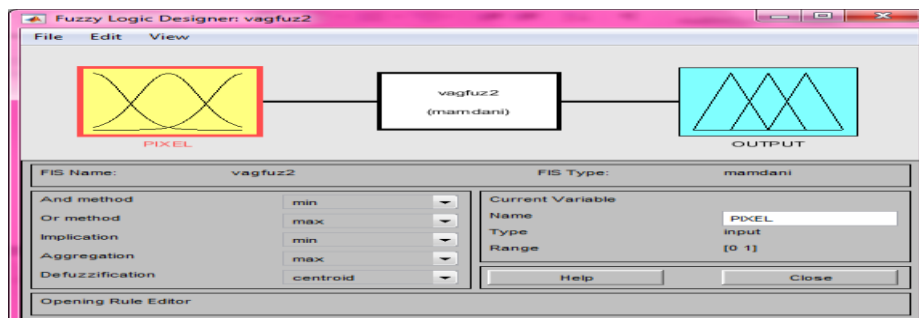 Fuzzy Logic Designer: vagfuz2
File Edit View
vagfuz2
(mamdani)
PIXEL
OUTPUT
FIS Name: vagfuz2 FIS Type: mamdani
And method min
Or method max
Implication min
Aggregation max
Defuzzification centroid
Current Variable
Name PIXEL
Type input
Range [0 1]
Help Close
Opening Rule Editor